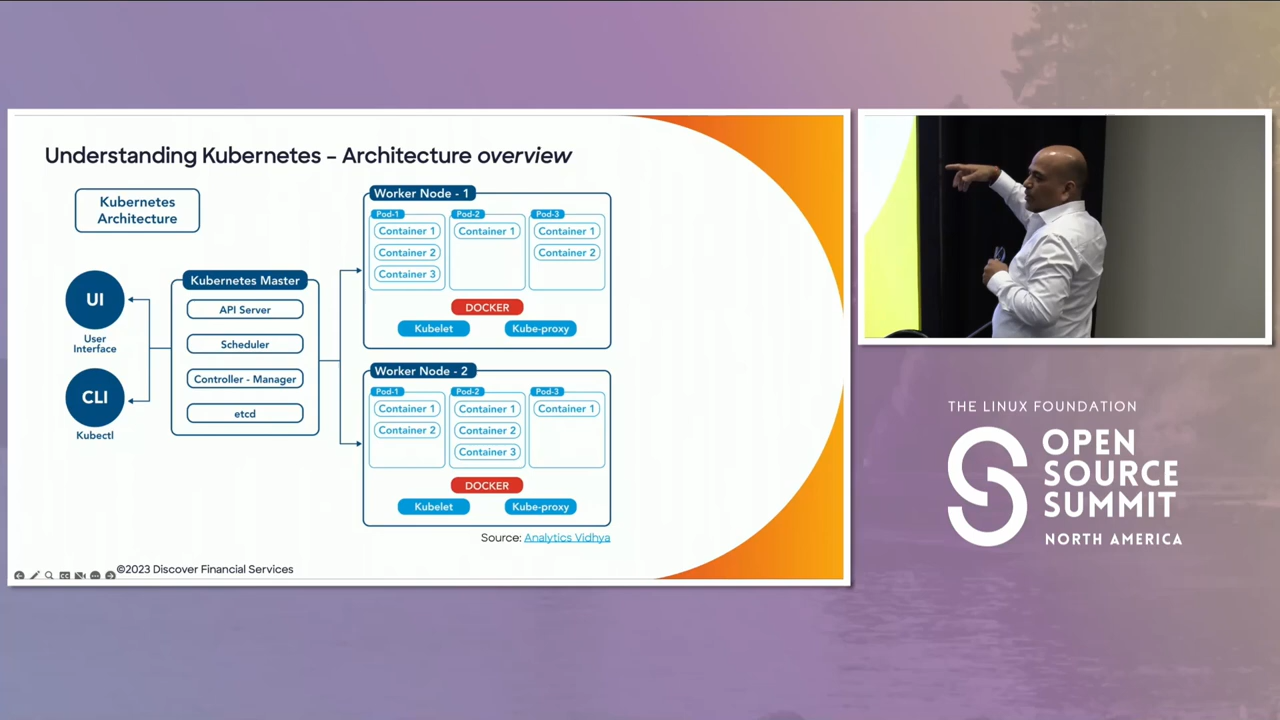 Understanding Kubernetes – Architecture overview
Kubernetes
Architecture
UI
User
Interface
CLI
Kubectl
Kubernetes Master
API Server
Scheduler
Controller - Manager
etcd
Worker Node - 1
Pod-1
Container 1
Container 2
Container 3
Pod-2
Container 1
Pod-3
Container 1
Container 2
DOCKER
Kubelet
Kube-proxy
Worker Node - 2
Pod-1
Container 1
Container 2
Pod-2
Container 1
Container 2
Container 3
Pod-3
Container 1
DOCKER
Kubelet
Kube-proxy
Source: Analytics Vidhya
©2023 Discover Financial Services
THE LINUX FOUNDATION
OPEN
SOURCE
SUMMIT
NORTH AMERICA